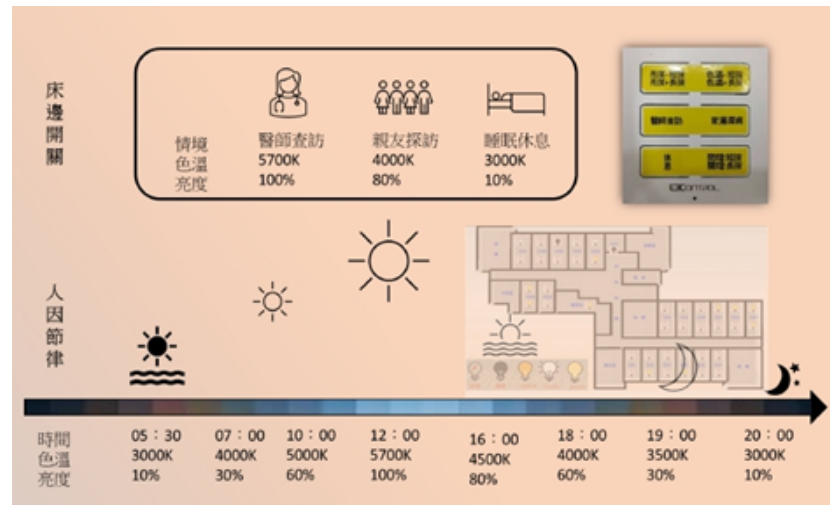 床邊開關
情境 醫師查訪 親友探訪 睡眠休息
色溫 5700K 4000K 3000K
亮度 100% 80% 10%
醫師查訪
休息
人因節律
時間 05：30 07：00 10：00 12：00 16：00 18：00 19：00 20：00
色溫 3000K 4000K 5000K 5700K 4500K 4000K 3500K 3000K
亮度 10% 30% 60% 100% 80% 60% 30% 10%